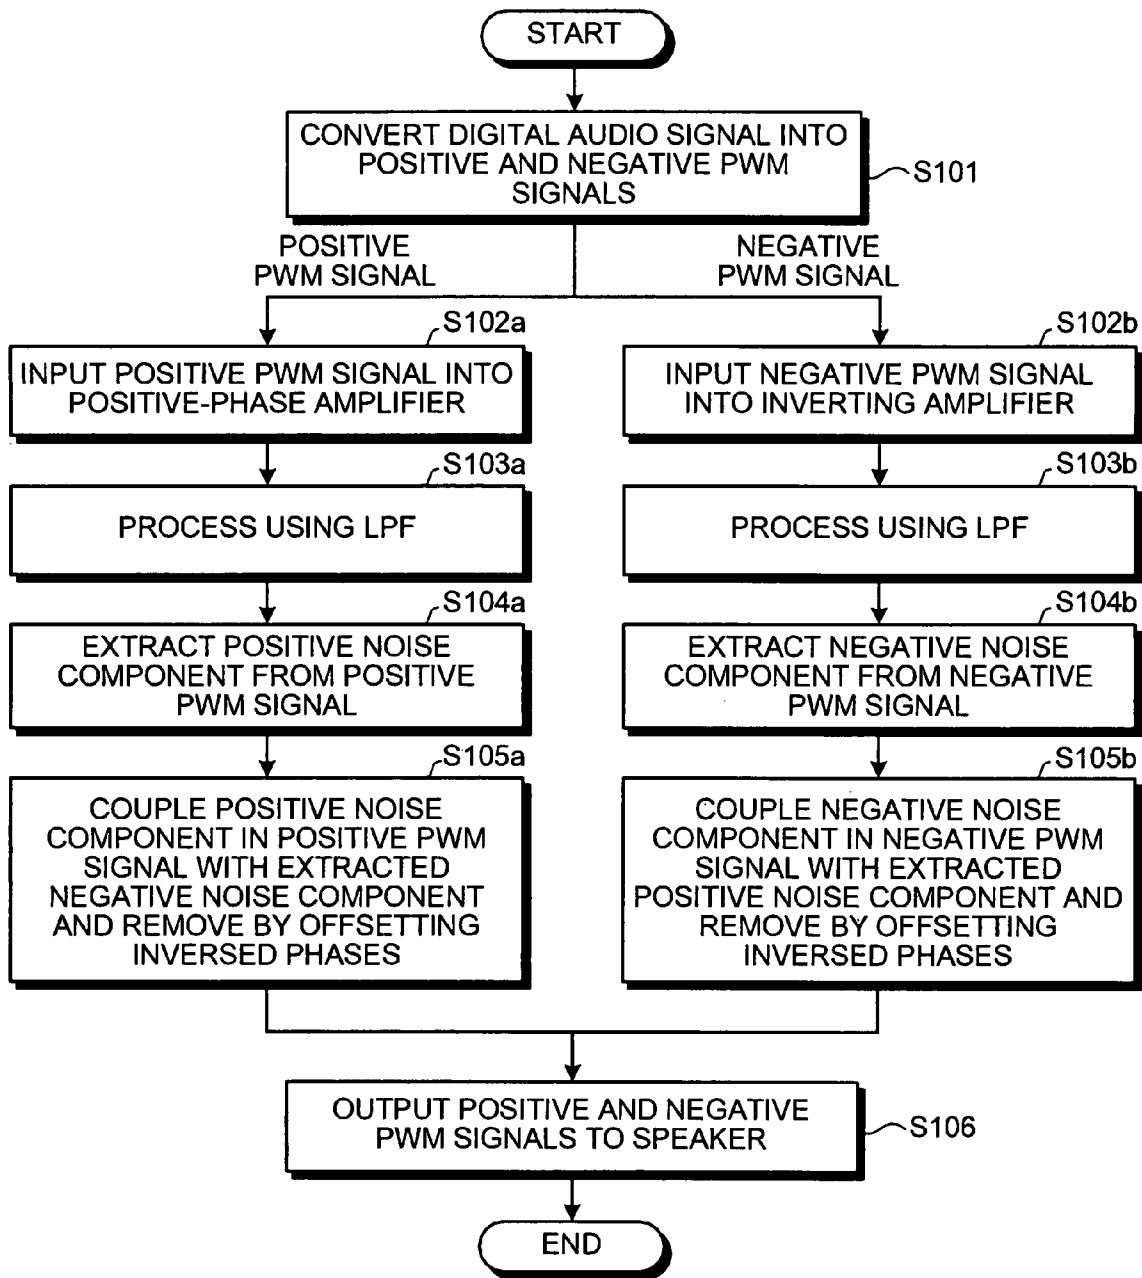 START
CONVERT DIGITAL AUDIO SIGNAL INTO
POSITIVE AND NEGATIVE PWM
SIGNALS
S101
POSITIVE
PWM SIGNAL
NEGATIVE
PWM SIGNAL
S102a
INPUT POSITIVE PWM SIGNAL INTO
POSITIVE-PHASE AMPLIFIER
S102b
INPUT NEGATIVE PWM SIGNAL
INTO INVERTING AMPLIFIER
S103a
PROCESS USING LPF
S103b
PROCESS USING LPF
S104a
EXTRACT POSITIVE NOISE
COMPONENT FROM POSITIVE
PWM SIGNAL
S104b
EXTRACT NEGATIVE NOISE
COMPONENT FROM NEGATIVE
PWM SIGNAL
S105a
COUPLE POSITIVE NOISE
COMPONENT IN POSITIVE PWM
SIGNAL WITH EXTRACTED
NEGATIVE NOISE COMPONENT
AND REMOVE BY OFFSETTING
INVERSED PHASES
S105b
COUPLE NEGATIVE NOISE
COMPONENT IN NEGATIVE PWM
SIGNAL WITH EXTRACTED
POSITIVE NOISE COMPONENT AND
REMOVE BY OFFSETTING
INVERSED PHASES
OUTPUT POSITIVE AND NEGATIVE
PWM SIGNALS TO SPEAKER
S106
END